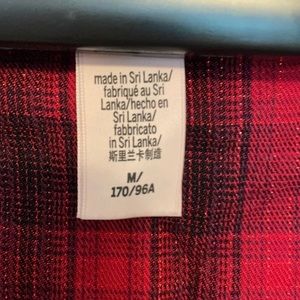 made in Sri Lanka/
fabriqué au Sri
Lanka/hecho en
Sri Lanka/
fabbricato
in Sri Lanka/
斯里兰卡制造
M/
170/96A